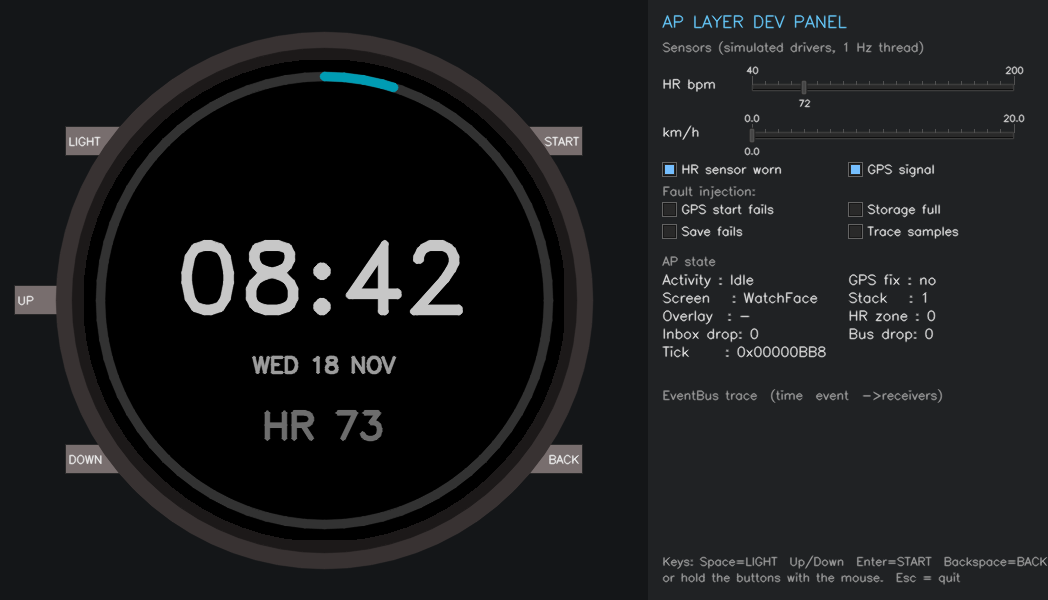 LIGHT
START
UP
DOWN
BACK
08:42
WED 18 NOV
HR 73
AP LAYER DEV PANEL
Sensors (simulated drivers, 1 Hz thread)
40 200
HR bpm
72
0.0 20.0
km/h
0.0
HR sensor worn GPS signal
Fault injection:
GPS start fails Storage full
Save fails Trace samples
AP state
Activity : Idle GPS fix : no
Screen : WatchFace Stack : 1
Overlay : – HR zone : 0
Inbox drop: 0 Bus drop: 0
Tick : 0x00000BB8
EventBus trace (time event –>receivers)
Keys: Space=LIGHT Up/Down Enter=START Backspace=BACK
or hold the buttons with the mouse. Esc = quit